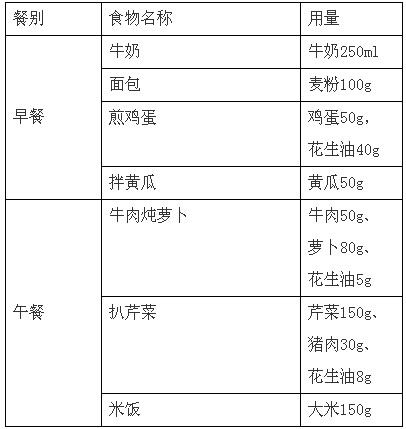 餐别 食物名称 用量
早餐 牛奶 牛奶250ml
面包 麦粉100g
煎鸡蛋 鸡蛋50g，
花生油40g
拌黄瓜 黄瓜50g
午餐 牛肉炖萝卜 牛肉50g、
萝卜80g、
花生油5g
扒芹菜 芹菜150g、
猪肉30g、
花生油8g
米饭 大米150g